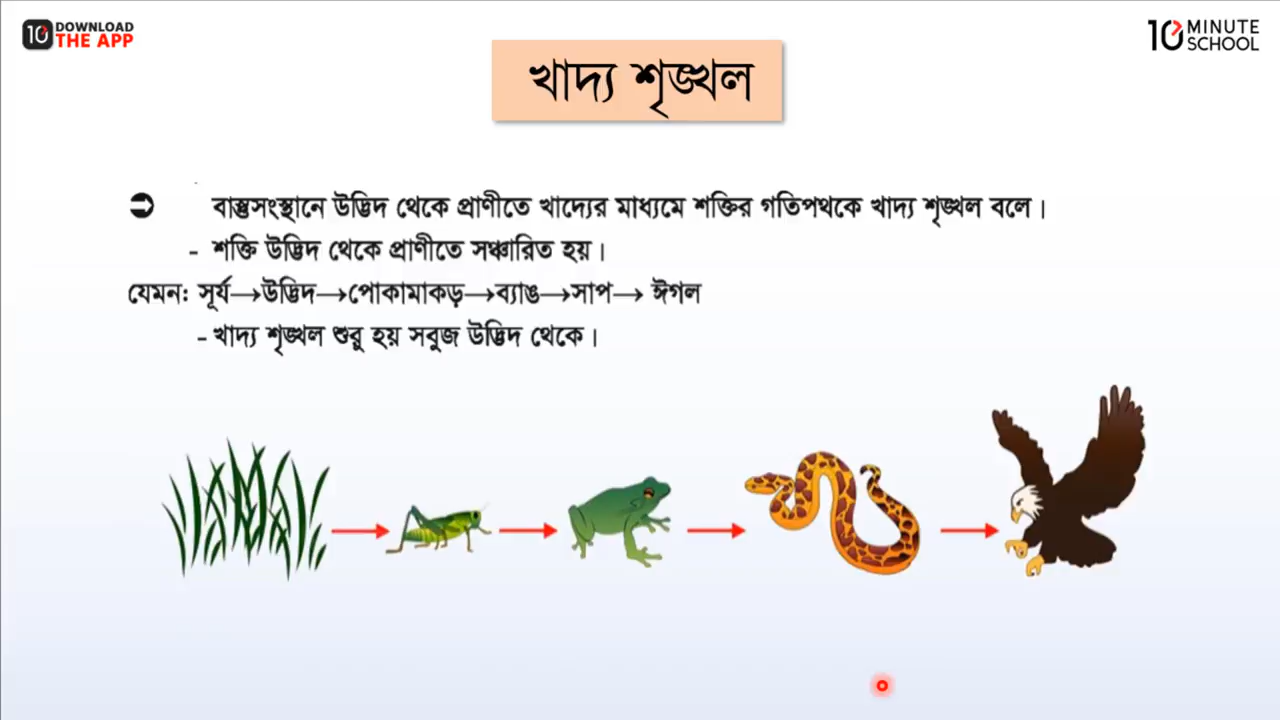 DOWNLOAD
THE APP
10 MINUTE
SCHOOL
খাদ্য শৃঙ্খল
বাস্তুসংস্থানে উদ্ভিদ থেকে প্রাণীতে খাদ্যের মাধ্যমে শক্তির গতিপথকে খাদ্য শৃঙ্খল বলে।
- শক্তি উদ্ভিদ থেকে প্রাণীতে সঞ্চারিত হয়।
যেমন: সূর্য→উদ্ভিদ→পোকামাকড়→ব্যাঙ→সাপ→ ঈগল
- খাদ্য শৃঙ্খল শুরু হয় সবুজ উদ্ভিদ থেকে।